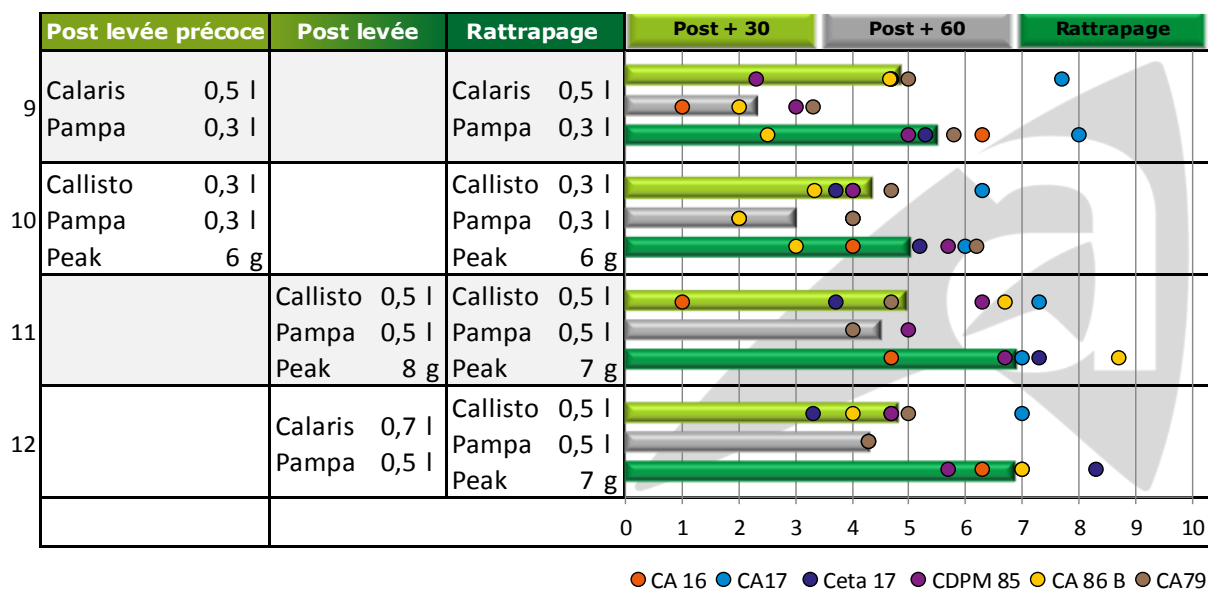 Post levée précoce Post levée Rattrapage Post + 30 Post + 60 Rattrapage
9 Calaris 0,5 l Calaris 0,5 l
Pampa 0,3 l Pampa 0,3 l
Callisto 0,3 l Callisto 0,3 l
10 Pampa 0,3 l Pampa 0,3 l
Peak 6 g Peak 6 g
Callisto 0,5 l Callisto 0,5 l
11 Pampa 0,5 l Pampa 0,5 l
Peak 8 g Peak 7 g
12 Calaris 0,7 l Callisto 0,5 l
Pampa 0,5 l Pampa 0,5 l
Peak 7 g
0 1 2 3 4 5 6 7 8 9 10
CA 16 CA17 Ceta 17 CDPM 85 CA 86 B CA79